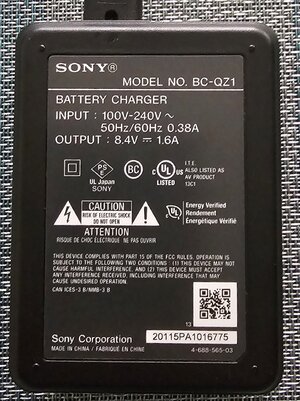 SONY®
MODEL NO. BC-QZ1
BATTERY CHARGER
INPUT : 100V-240V ~
50Hz/60Hz 0.38A
OUTPUT : 8.4V ⎓ 1.6A
PS
E
UL Japan
SONY
BC
UL
LISTED
I.T.E.
ALSO LISTED AS
AV PRODUCT
13C1
CAUTION
RISK OF ELECTRIC SHOCK
DO NOT OPEN
ATTENTION
RISQUE DE CHOC ÉLECTRIQUE NE PAS OUVRIR
Energy Verified
Rendement
Énergétique Vérifié
THIS DEVICE COMPLIES WITH PART 15 OF THE FCC RULES. OPERATION IS
SUBJECT TO THE FOLLOWING TWO CONDITIONS: (1) THIS DEVICE MAY NOT
CAUSE HARMFUL INTERFERENCE, AND (2) THIS DEVICE MUST ACCEPT
ANY INTERFERENCE RECEIVED, INCLUDING INTERFERENCE THAT MAY
CAUSE UNDESIRED OPERATION.
CAN ICES-3 B/NMB-3 B
13
Sony Corporation
20115PA1016775
MADE IN CHINA / FABRIQUÉ EN CHINE
4-688-565-03